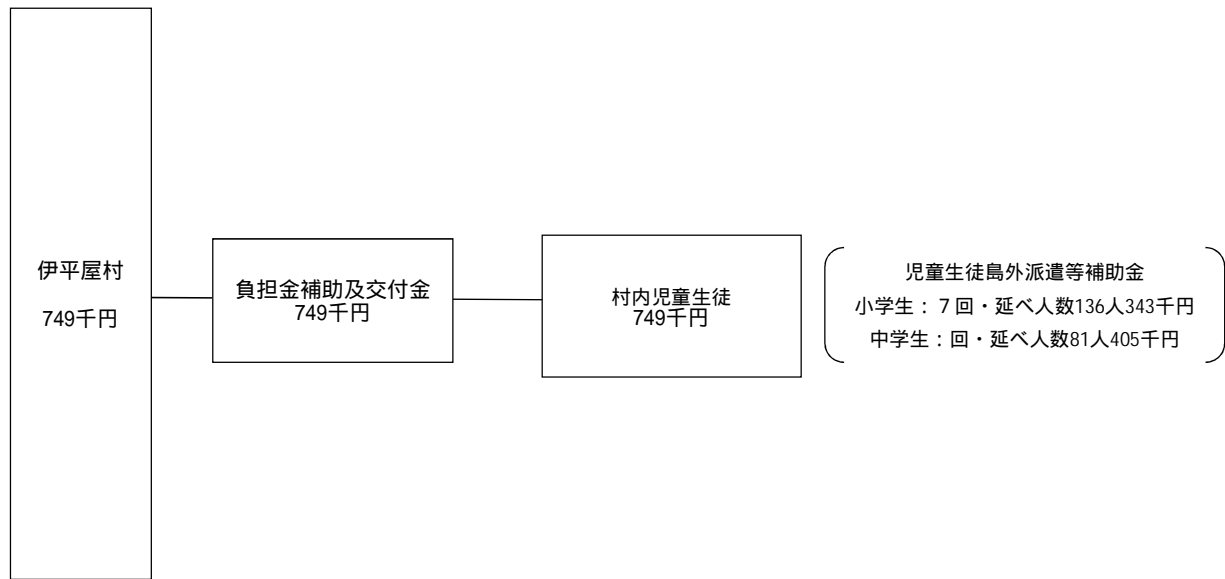 伊平屋村
749千円
負担金補助及交付金
749千円
村内児童生徒
749千円
児童生徒島外派遣等補助金
小学生：７回・延べ人数136人343千円
中学生：回・延べ人数81人405千円